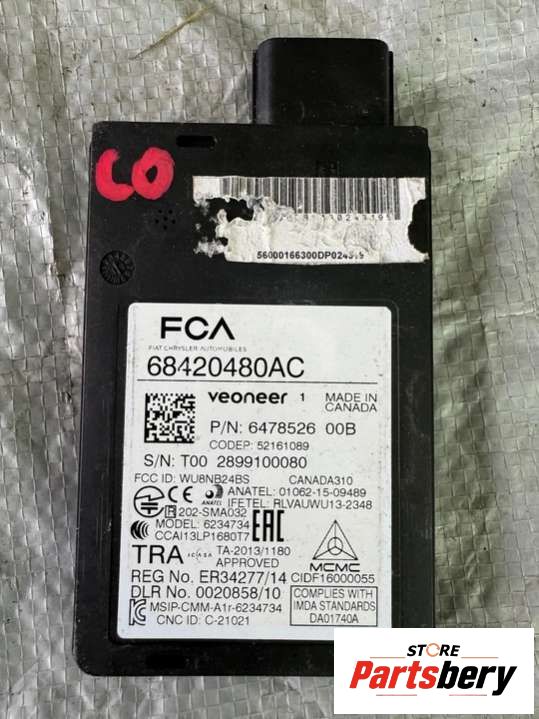 CO
56000166300DP024319
FCA
FIAT CHRYSLER AUTOMOBILES
68420480AC
veoneer 1 MADE IN
CANADA
P/N: 6478526 00B
CODEP: 52161089
S/N: T00 2899100080
FCC ID: WU8NB24BS CANADA310
ANATEL: 01062-15-09489
ANATEL IFETEL: RLVAUWU13-2348
R 202-SMA032
MODEL: 6234734
CCAI13LP1680T7 EAC
TRA ICASA TA-2013/1180
APPROVED
MCMC
REG No. ER34277/14 CIDF16000055
DLR No. 0020858/10 COMPLIES WITH
IMDA STANDARDS
DA01740A
MSIP-CMM-A1r-6234734
CNC ID: C-21021
STORE
Partsbery